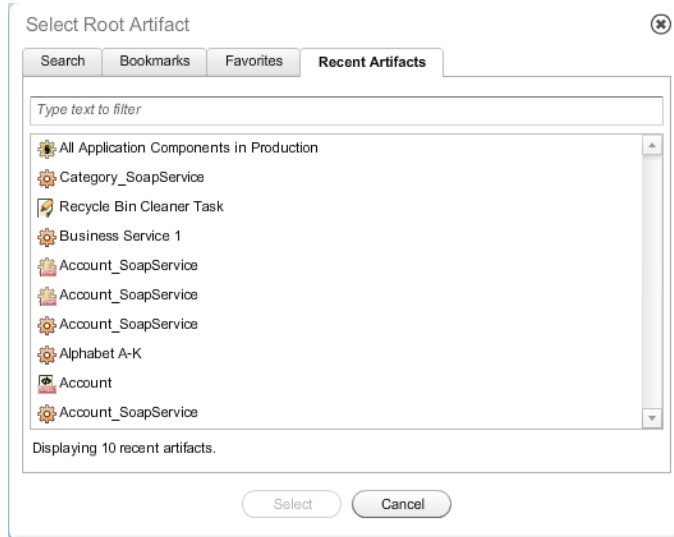 Select Root Artifact
Search
Bookmarks
Favorites
Recent Artifacts
Type text to filter
All Application Components in Production
Category_SoapService
Recycle Bin Cleaner Task
Business Service 1
Account_SoapService
Account_SoapService
Account_SoapService
Alphabet A-K
Account
Account_SoapService
Displaying 10 recent artifacts.
Select
Cancel